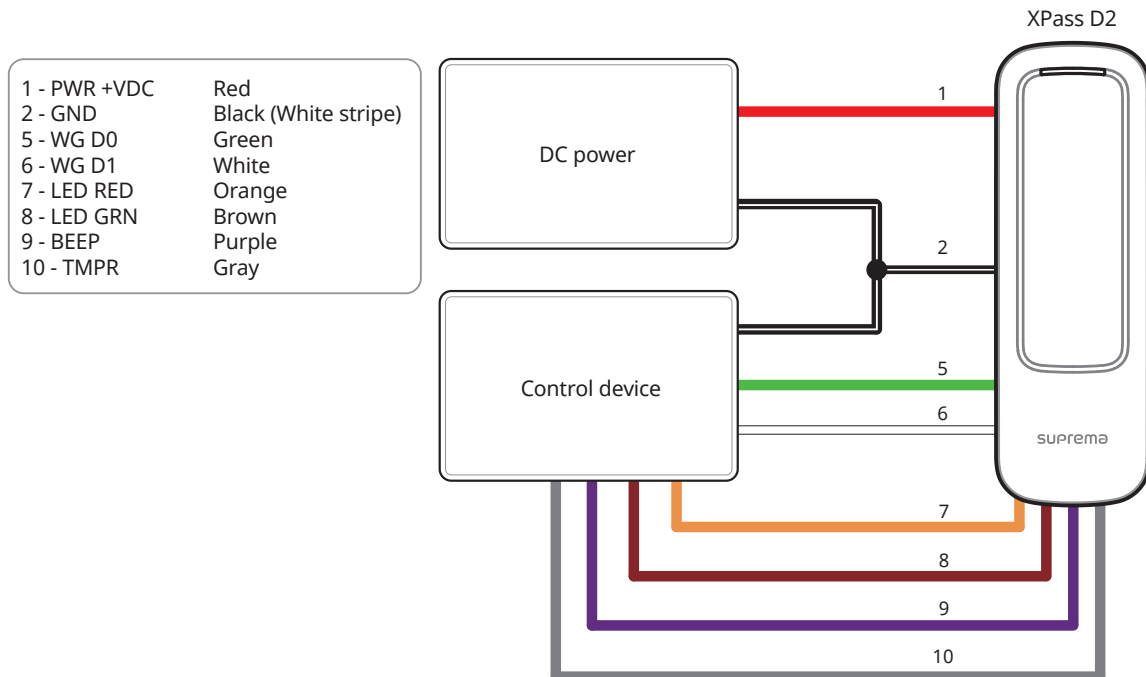 XPass D2
1 - PWR +VDC Red
2 - GND Black (White stripe)
5 - WG D0 Green
6 - WG D1 White
7 - LED RED Orange
8 - LED GRN Brown
9 - BEEP Purple
10 - TMPR Gray
DC power
1
2
Control device
5
6
suprema
7
8
9
10